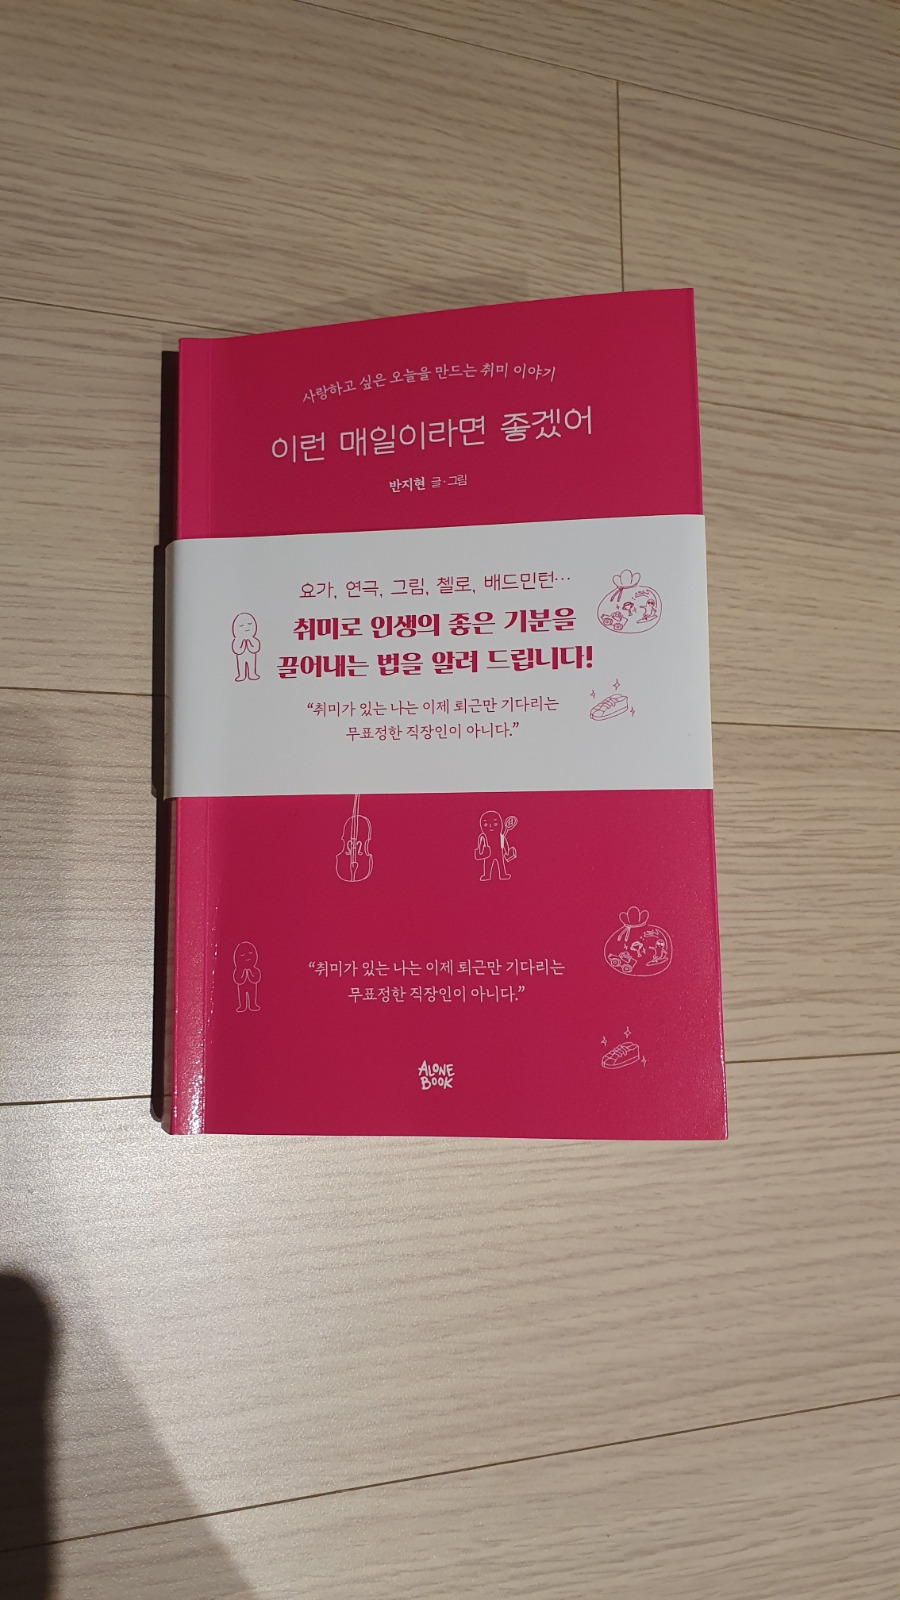 사랑하고 싶은 오늘을 만드는 취미 이야기
이런 매일이라면 좋겠어
반지현 글·그림
요가, 연극, 그림, 첼로, 배드민턴…
취미로 인생의 좋은 기분을
끌어내는 법을 알려 드립니다!
“취미가 있는 나는 이제 퇴근만 기다리는
무표정한 직장인이 아니다.”
“취미가 있는 나는 이제 퇴근만 기다리는
무표정한 직장인이 아니다.”
ALONE
BOOK